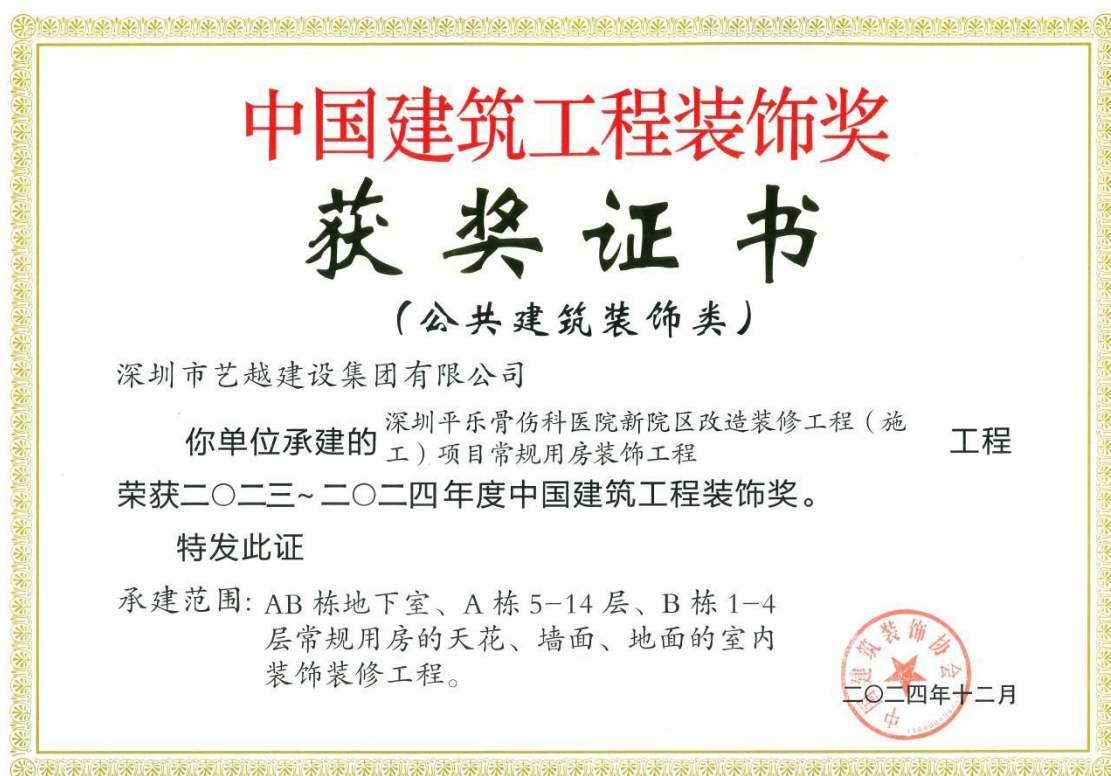 中国建筑工程装饰奖
获奖证书
（公共建筑装饰类）
深圳市艺越建设集团有限公司
你单位承建的 深圳平乐骨伤科医院新院区改造装修工程（施
工）项目常规用房装饰工程 工程
荣获二〇二三~二〇二四年度中国建筑工程装饰奖。
特发此证
承建范围: AB 栋地下室、A 栋 5-14 层、B 栋 1-4
层常规用房的天花、墙面、地面的室内
装饰装修工程。
中国建筑装饰协会
二〇二四年十二月